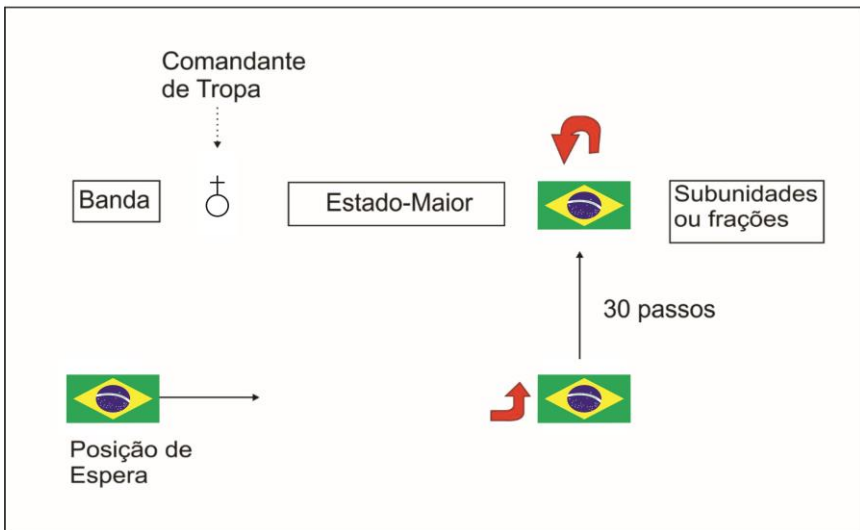 Comandante
de Tropa
Banda
Estado-Maior
Subunidades
ou frações
30 passos
Posição de
Espera